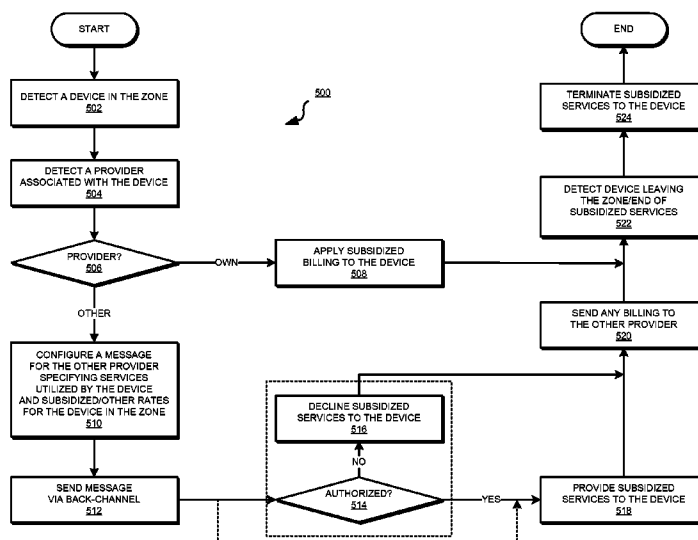 START
DETECT A DEVICE IN THE ZONE
502
DETECT A PROVIDER
ASSOCIATED WITH THE DEVICE
504
PROVIDER?
506
OWN
OTHER
APPLY SUBSIDIZED
BILLING TO THE DEVICE
508
CONFIGURE A MESSAGE
FOR THE OTHER PROVIDER
SPECIFYING SERVICES
UTILIZED BY THE DEVICE
AND SUBSIDIZED/OTHER RATES
FOR THE DEVICE IN THE ZONE
510
SEND MESSAGE
VIA BACK-CHANNEL
512
500
DECLINE SUBSIDIZED
SERVICES TO THE DEVICE
516
NO
AUTHORIZED?
514
YES
PROVIDE SUBSIDIZED
SERVICES TO THE DEVICE
518
SEND ANY BILLING TO
THE OTHER PROVIDER
520
DETECT DEVICE LEAVING
THE ZONE/END OF
SUBSIDIZED SERVICES
522
TERMINATE SUBSIDIZED
SERVICES TO THE DEVICE
524
END